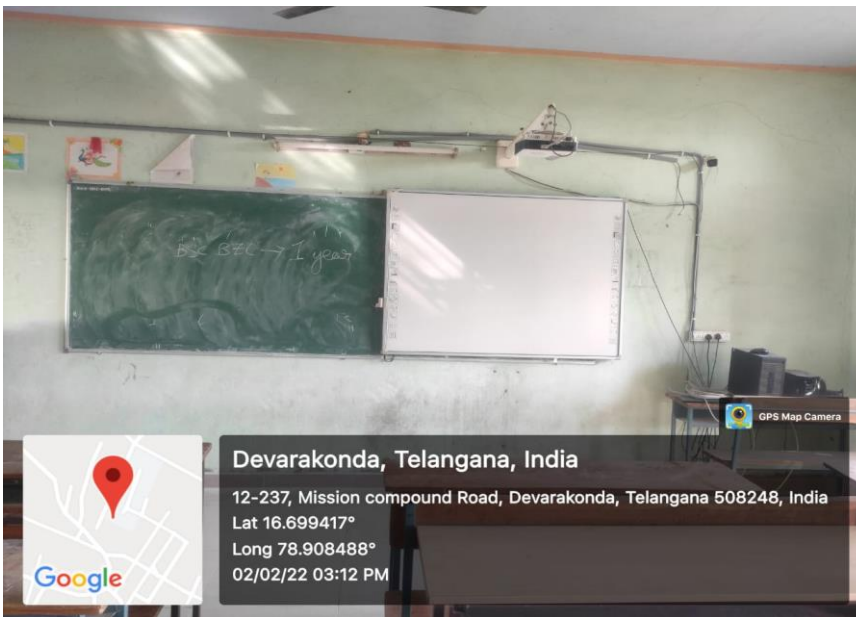 BSC BZC → I year
GPS Map Camera
Devarakonda, Telangana, India
12-237, Mission compound Road, Devarakonda, Telangana 508248, India
Lat 16.699417°
Long 78.908488°
02/02/22 03:12 PM
Google